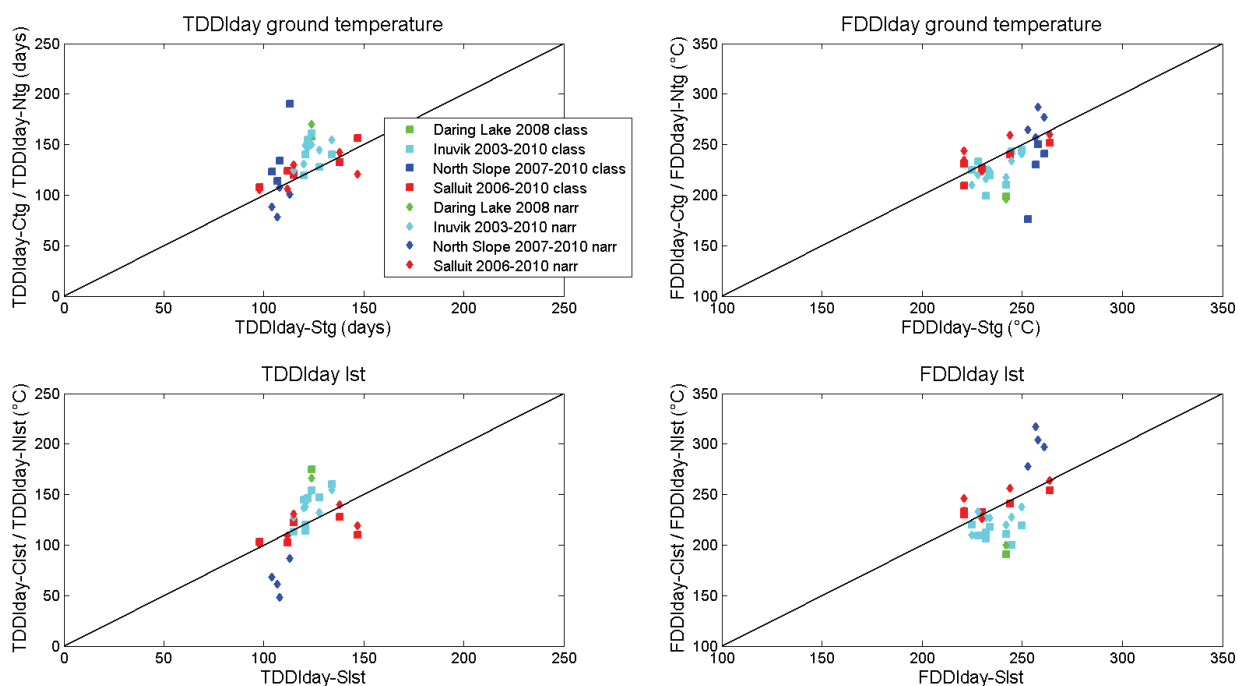 TDDIday ground temperature
TDDIday-Ctg / TDDIday-Ntg (days)
250
200
150
100
50
0
0 50 100 150 200 250
TDDIday-Stg (days)
Daring Lake 2008 class
Inuvik 2003-2010 class
North Slope 2007-2010 class
Salluit 2006-2010 class
Daring Lake 2008 narr
Inuvik 2003-2010 narr
North Slope 2007-2010 narr
Salluit 2006-2010 narr
FDDIday ground temperature
FDDIday-Ctg / FDDdayI-Ntg (°C)
350
300
250
200
150
100
100 150 200 250 300 350
FDDIday-Stg (°C)
TDDIday lst
TDDIday-Clst / TDDIday-Nlst (°C)
250
200
150
100
50
0
0 50 100 150 200 250
TDDIday-Slst
FDDIday lst
FDDIday-Clst / FDDIday-Nlst (°C)
350
300
250
200
150
100
100 150 200 250 300 350
FDDIday-Slst